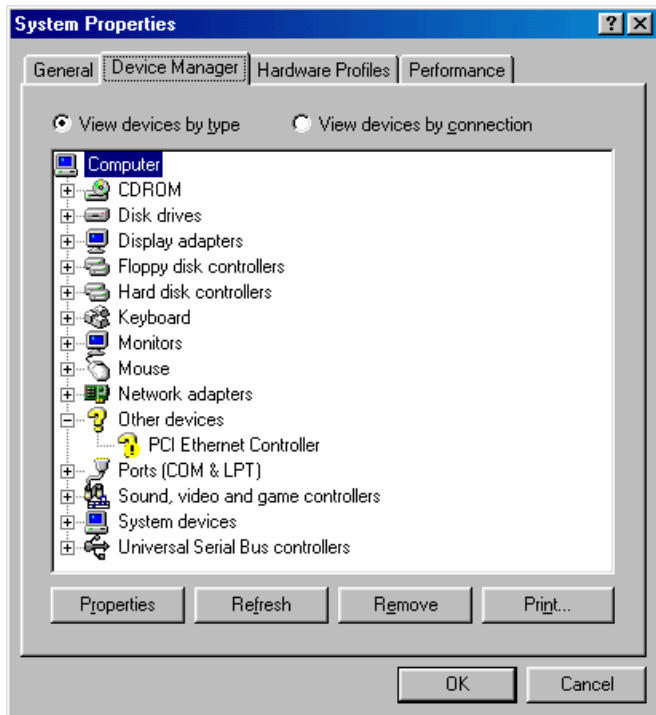 System Properties
General Device Manager Hardware Profiles Performance
View devices by type View devices by connection
Computer
CDROM
Disk drives
Display adapters
Floppy disk controllers
Hard disk controllers
Keyboard
Monitors
Mouse
Network adapters
Other devices
PCI Ethernet Controller
Ports (COM & LPT)
Sound, video and game controllers
System devices
Universal Serial Bus controllers
Properties Refresh Remove Print...
OK Cancel